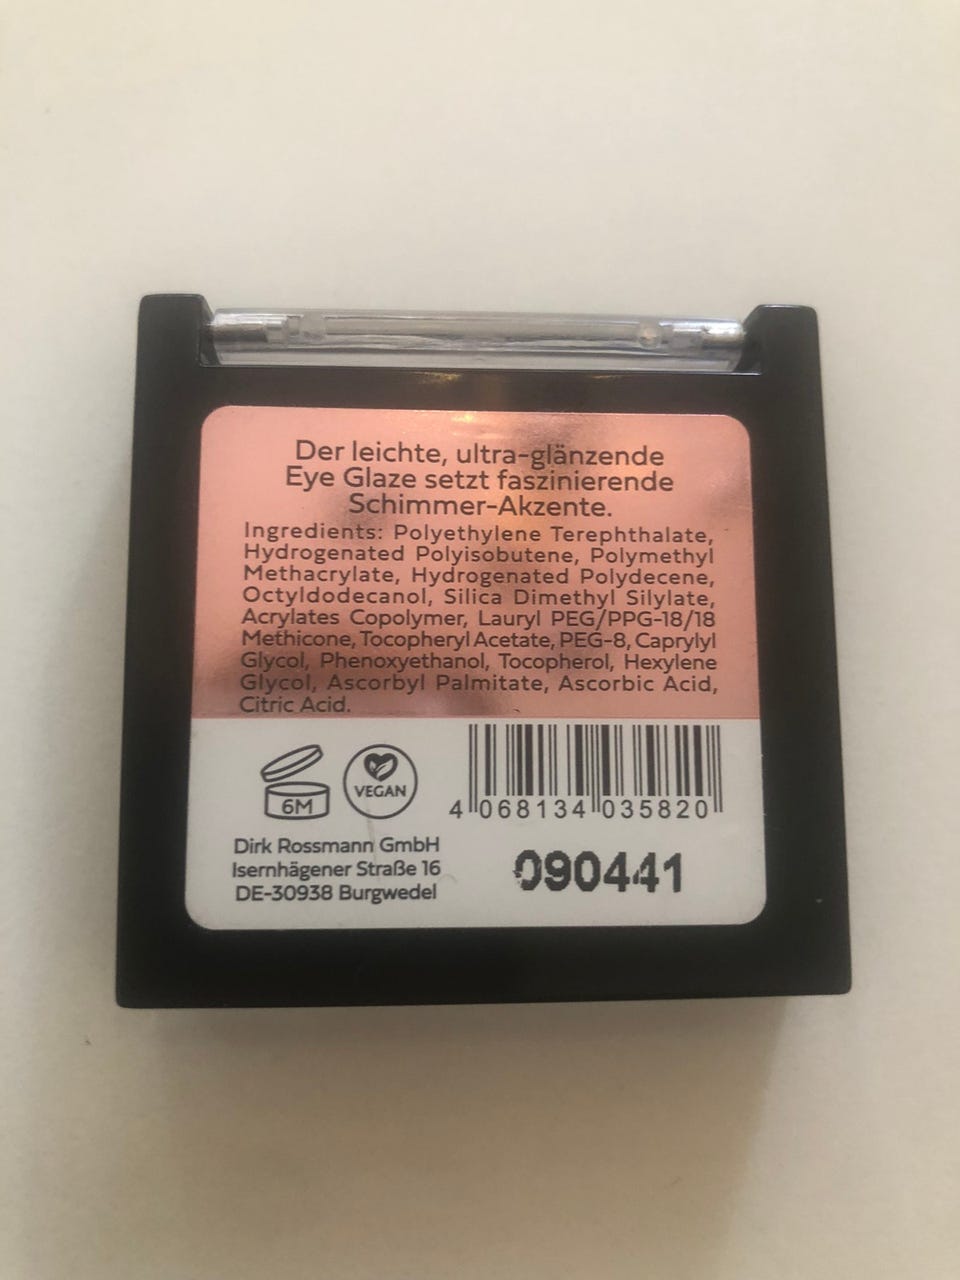 Der leichte, ultra-glänzende
Eye Glaze setzt faszinierende
Schimmer-Akzente.
Ingredients: Polyethylene Terephthalate,
Hydrogenated Polyisobutene, Polymethyl
Methacrylate, Hydrogenated Polydecene,
Octyldodecanol, Silica Dimethyl Silylate,
Acrylates Copolymer, Lauryl PEG/PPG-18/18
Methicone, Tocopheryl Acetate, PEG-8, Caprylyl
Glycol, Phenoxyethanol, Tocopherol, Hexylene
Glycol, Ascorbyl Palmitate, Ascorbic Acid,
Citric Acid.
6M
VEGAN
4 068134 035820
Dirk Rossmann GmbH
Isernhägener Straße 16
DE-30938 Burgwedel
090441